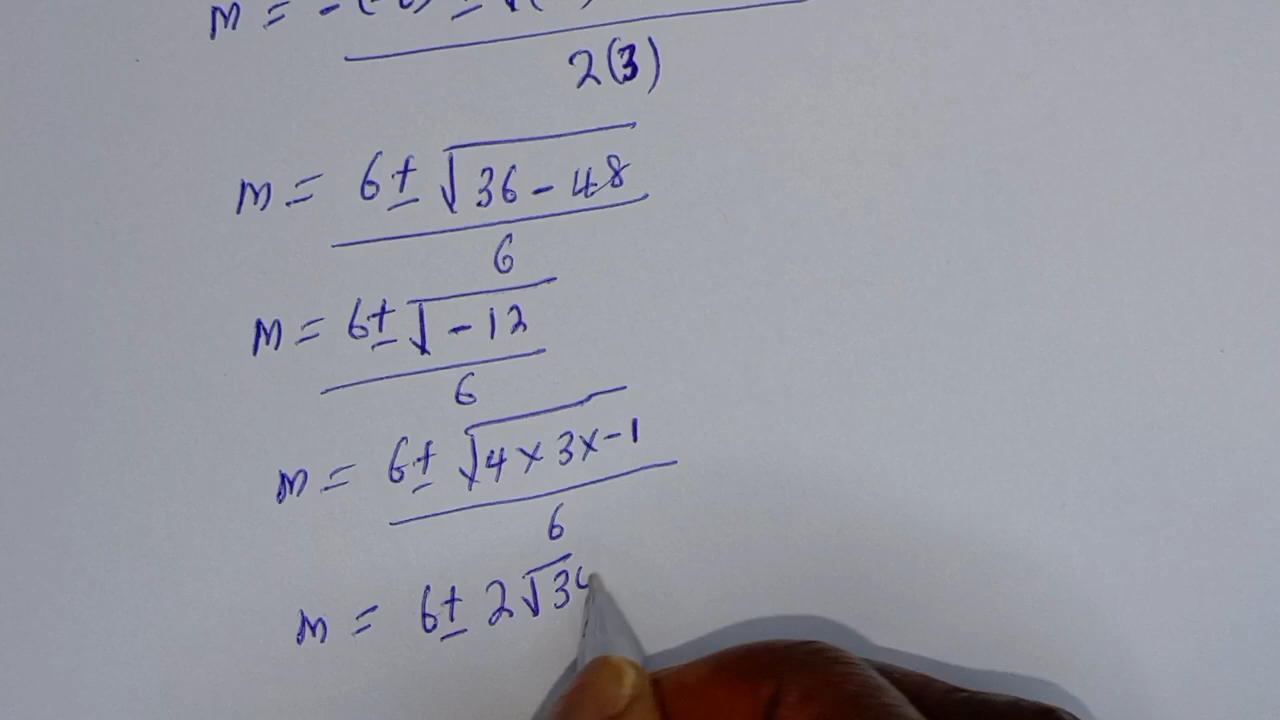 m = 
2(3)
m = 6 ± √36 - 48
6
m = 6 ± √-12
6
m = 6 ± √4 × 3 × -1
6
m = 6 ± 2√3